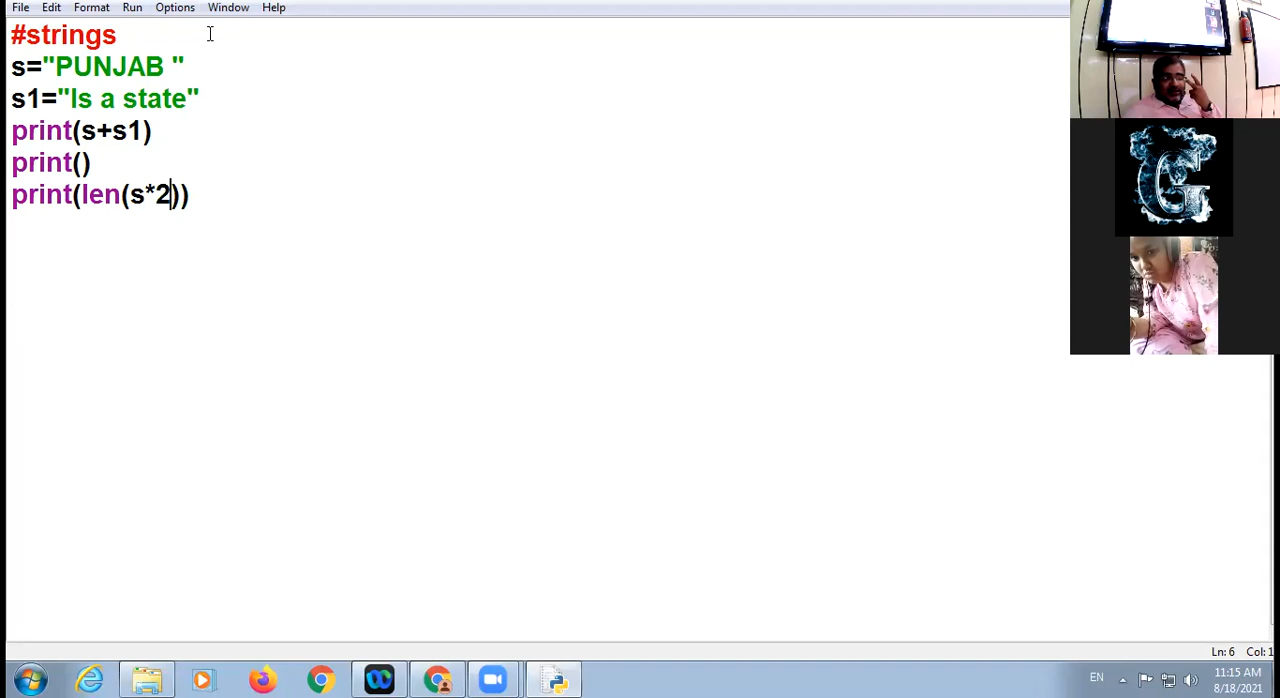 File Edit Format Run Options Window Help
#strings
s="PUNJAB "
s1="Is a state"
print(s+s1)
print()
print(len(s*2))
G
Ln: 6 Col: 1
EN
11:15 AM
8/18/2021